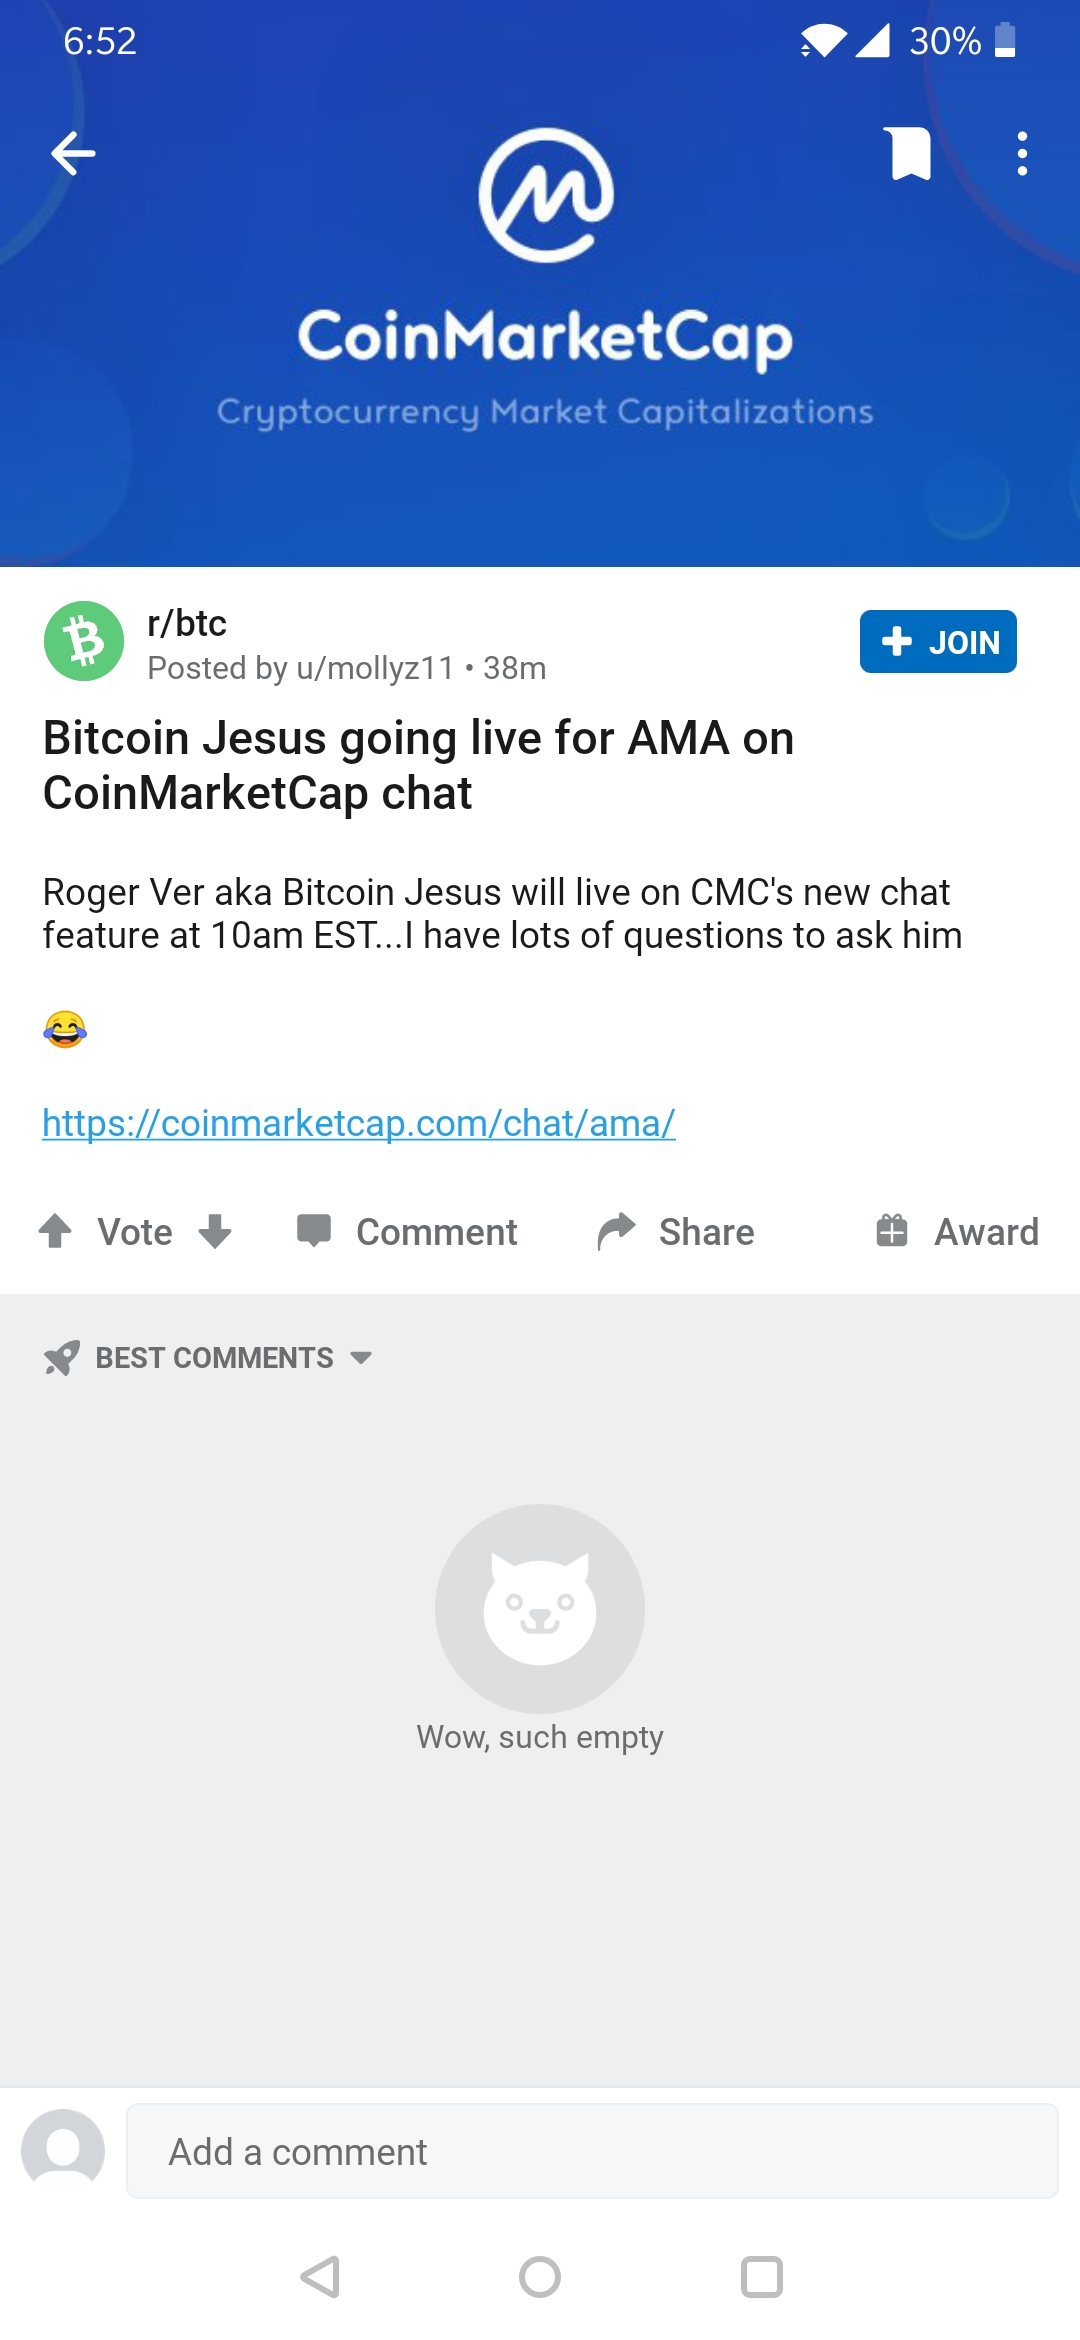 6:52
30%
CoinMarketCap
Cryptocurrency Market Capitalizations
r/btc
Posted by u/mollyz11 • 38m
JOIN
Bitcoin Jesus going live for AMA on
CoinMarketCap chat
Roger Ver aka Bitcoin Jesus will live on CMC's new chat
feature at 10am EST...I have lots of questions to ask him
😂
https://coinmarketcap.com/chat/ama/
Vote
Comment
Share
Award
BEST COMMENTS
Wow, such empty
Add a comment